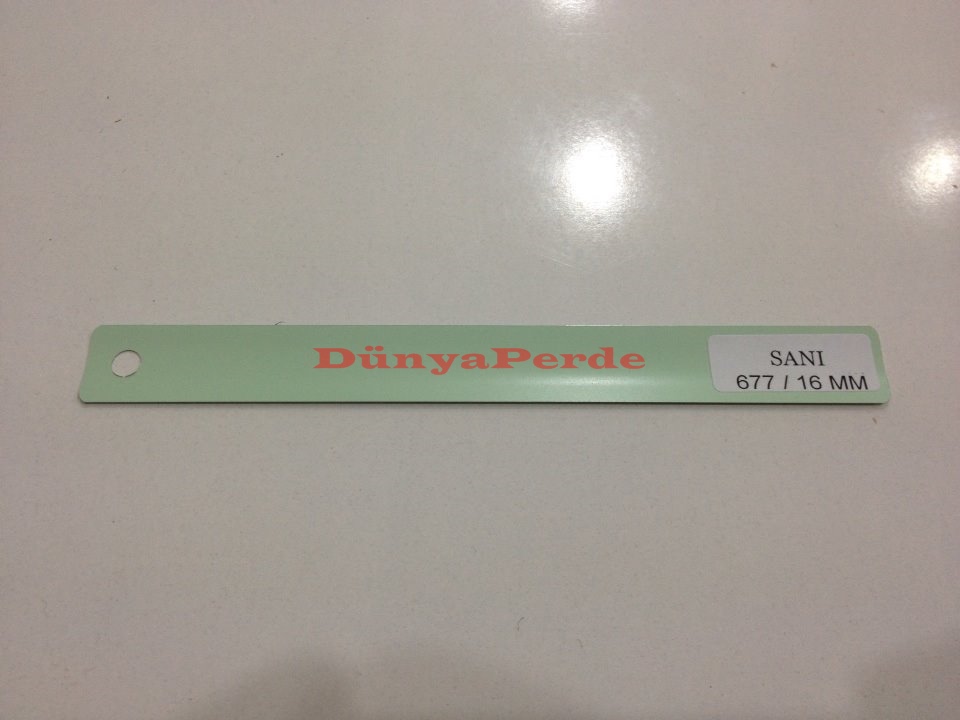 DünyaPerde
SANI
677 / 16 MM